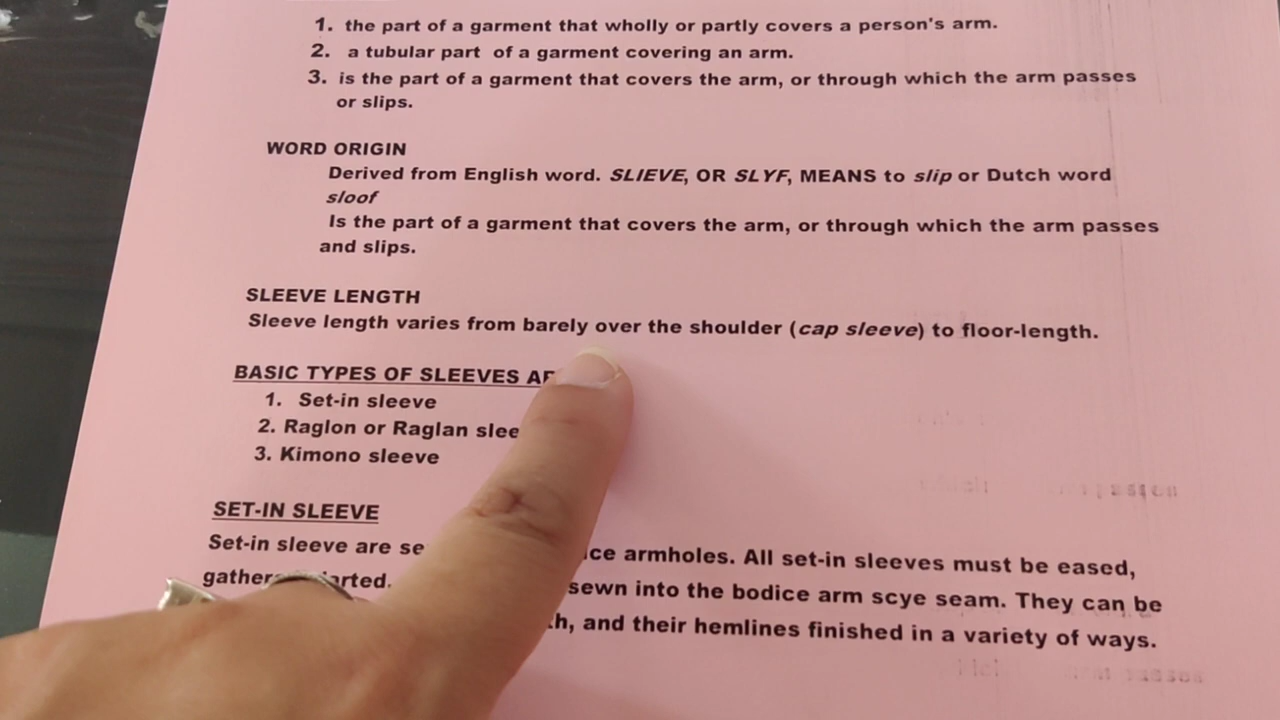 1. the part of a garment that wholly or partly covers a person's arm.
2. a tubular part of a garment covering an arm.
3. is the part of a garment that covers the arm, or through which the arm passes
or slips.
WORD ORIGIN
Derived from English word. SLIEVE, OR SLYF, MEANS to slip or Dutch word
sloof
Is the part of a garment that covers the arm, or through which the arm passes
and slips.
SLEEVE LENGTH
Sleeve length varies from barely over the shoulder (cap sleeve) to floor-length.
BASIC TYPES OF SLEEVES
1. Set-in sleeve
2. Raglon or Raglan
3. Kimono sleeve
SET-IN SLEEVE
Set-in sleeve are armholes. All set-in sleeves must be eased,
sewn into the bodice arm scye seam. They can be
and their hemlines finished in a variety of ways.